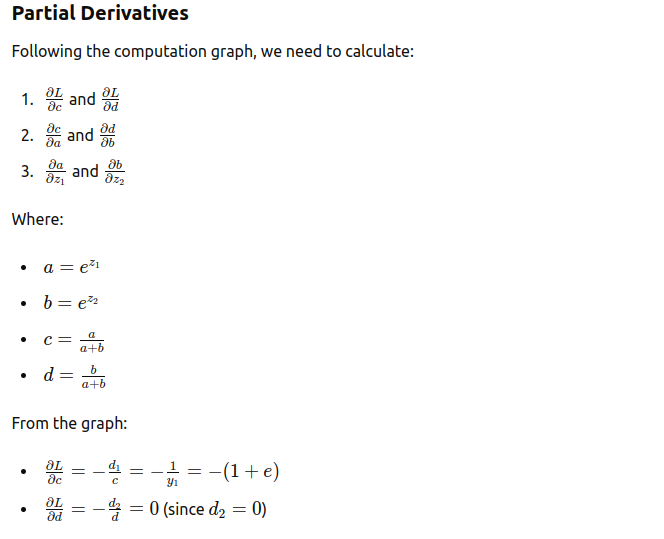 Partial Derivatives
Following the computation graph, we need to calculate:
1. ∂L/∂c and ∂L/∂d
2. ∂c/∂a and ∂d/∂b
3. ∂a/∂z₁ and ∂b/∂z₂
Where:
• a = e^{z₁}
• b = e^{z₂}
• c = a/(a+b)
• d = b/(a+b)
From the graph:
• ∂L/∂c = −d₁/c = −1/y₁ = −(1 + e)
• ∂L/∂d = −d₂/d = 0 (since d₂ = 0)